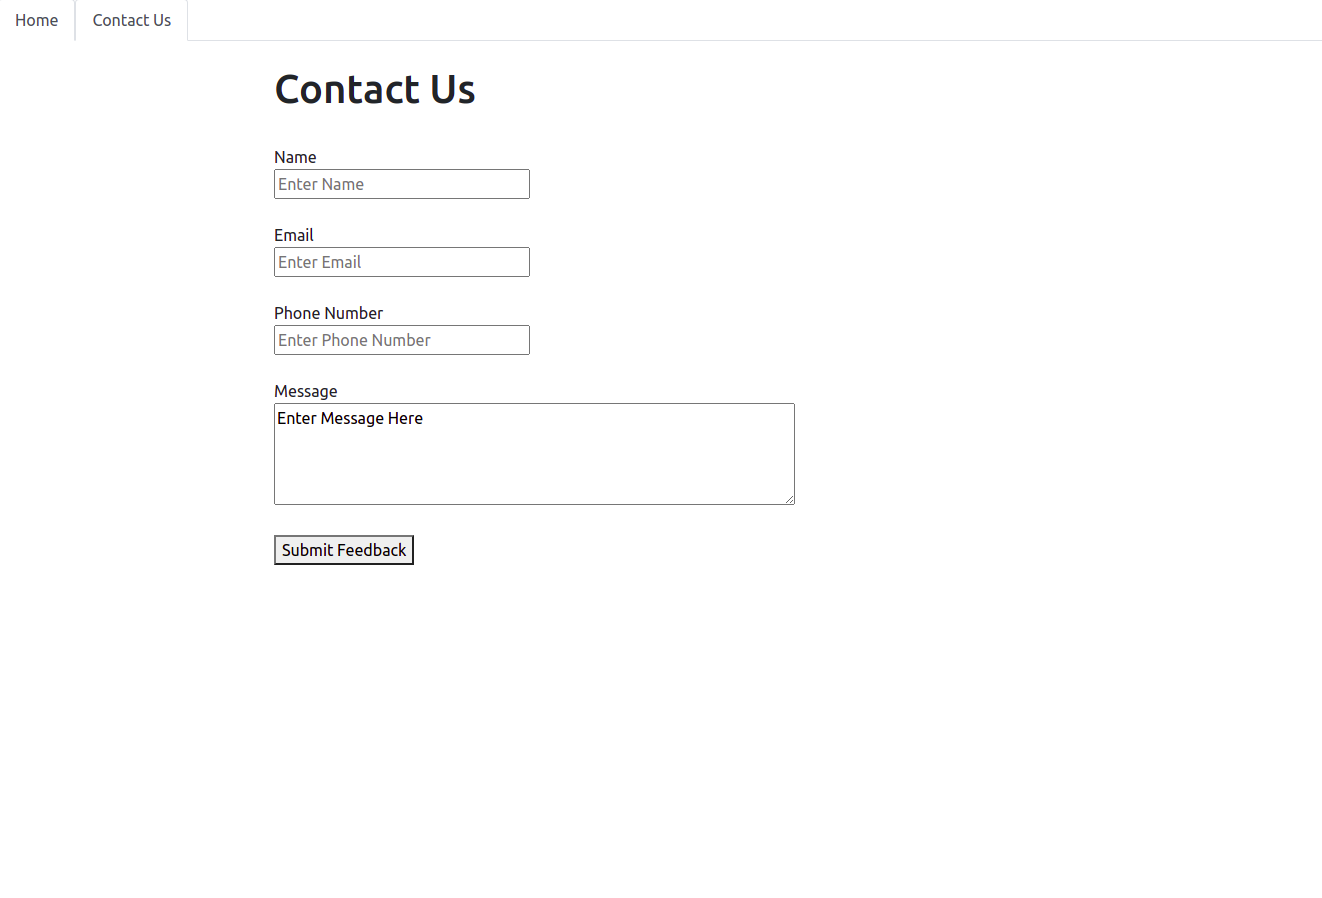 Home Contact Us
Contact Us
Name
Enter Name
Email
Enter Email
Phone Number
Enter Phone Number
Message
Enter Message Here
Submit Feedback